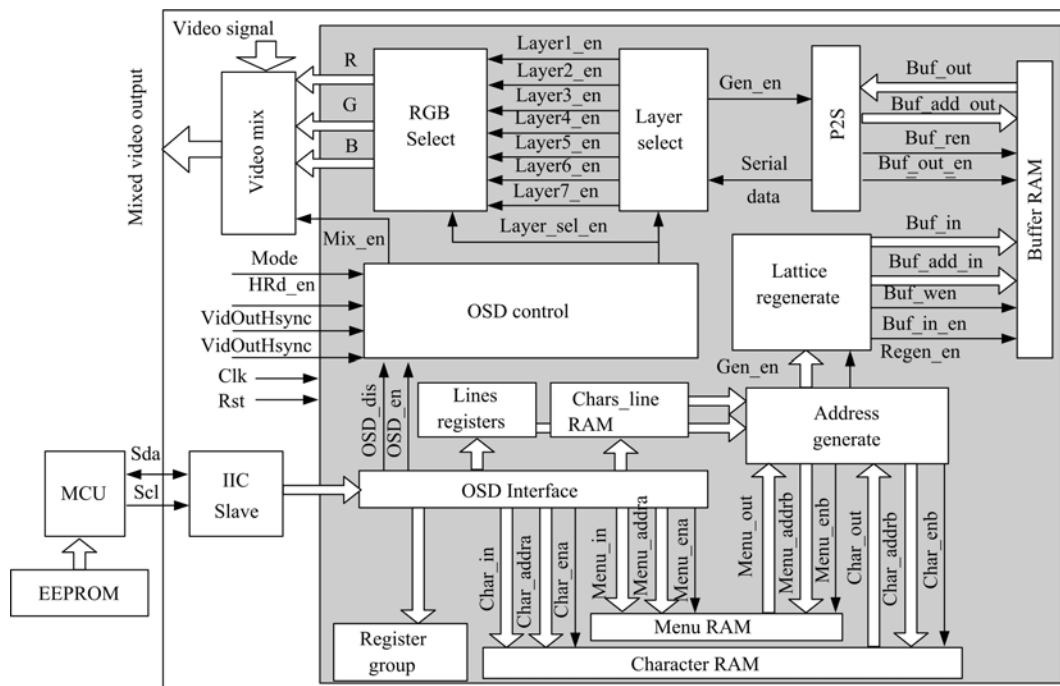 Video signal
Mixed video output
Video mix
R
G
B
RGB
Select
Layer1_en
Layer2_en
Layer3_en
Layer4_en
Layer5_en
Layer6_en
Layer7_en
Layer
select
Gen_en
Serial
data
P2S
Buf_out
Buf_add_out
Buf_ren
Buf_out_en
Buffer RAM
Mix_en
Layer_sel_en
Mode
HRd_en
VidOutHsync
VidOutHsync
Clk
Rst
OSD control
Lattice
regenerate
Buf_in
Buf_add_in
Buf_wen
Buf_in_en
Regen_en
Gen_en
OSD_dis
OSD_en
Lines
registers
Chars_line
RAM
Address
generate
MCU
Sda
Scl
IIC
Slave
OSD Interface
EEPROM
Char_in
Char_addra
Char_ena
Menu_in
Menu_addra
Menu_ena
Menu_out
Menu_addrb
Menu_enb
Char_out
Char_addrb
Char_enb
Register
group
Menu RAM
Character RAM